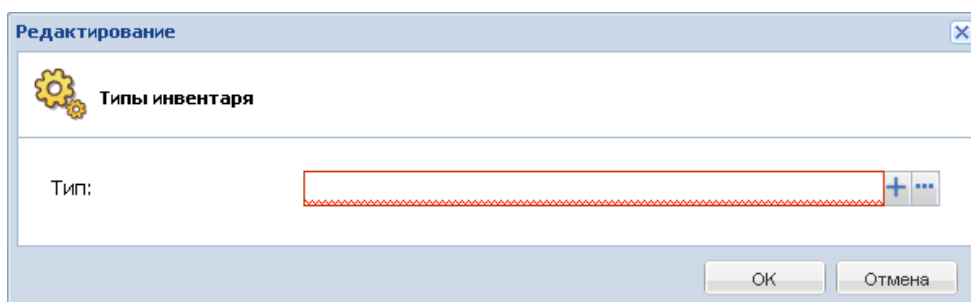 Редактирование
Типы инвентаря
Тип:
ОК
Отмена